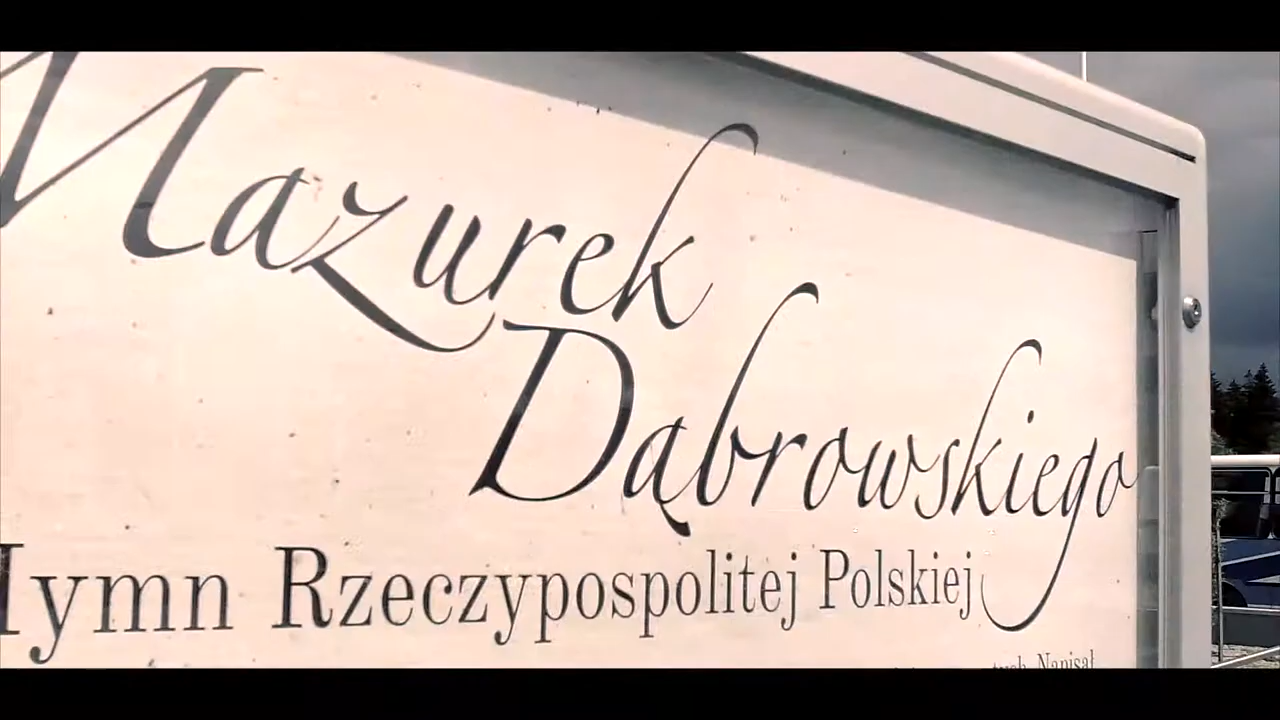 Mazurek
Dąbrowskiego
Hymn Rzeczypospolitej Polskiej
Napisał